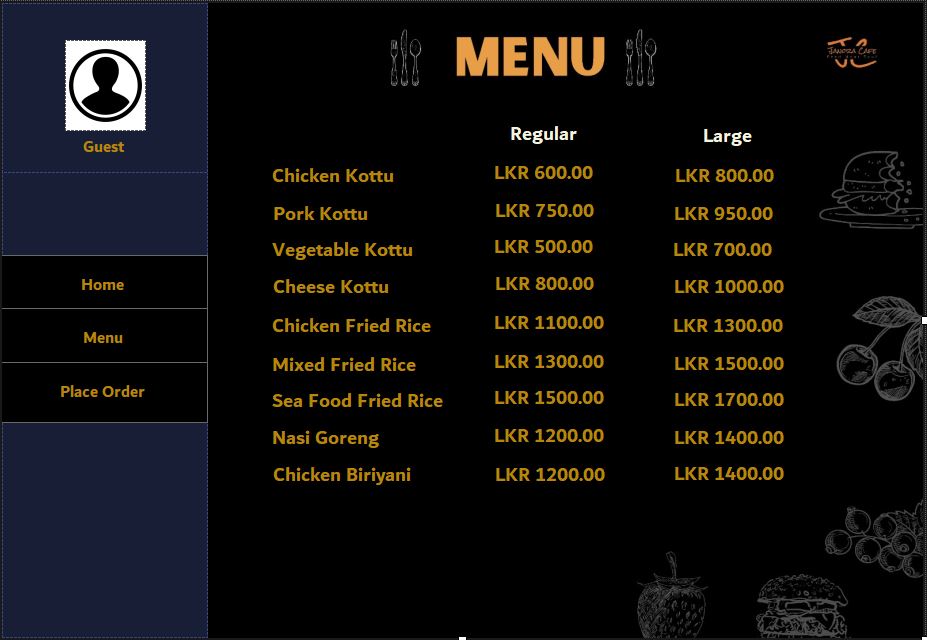 MENU
JANORA CAFE
Guest
Regular Large
Chicken Kottu LKR 600.00 LKR 800.00
Pork Kottu LKR 750.00 LKR 950.00
Vegetable Kottu LKR 500.00 LKR 700.00
Home
Cheese Kottu LKR 800.00 LKR 1000.00
Chicken Fried Rice LKR 1100.00 LKR 1300.00
Menu
Mixed Fried Rice LKR 1300.00 LKR 1500.00
Place Order
Sea Food Fried Rice LKR 1500.00 LKR 1700.00
Nasi Goreng LKR 1200.00 LKR 1400.00
Chicken Biriyani LKR 1200.00 LKR 1400.00